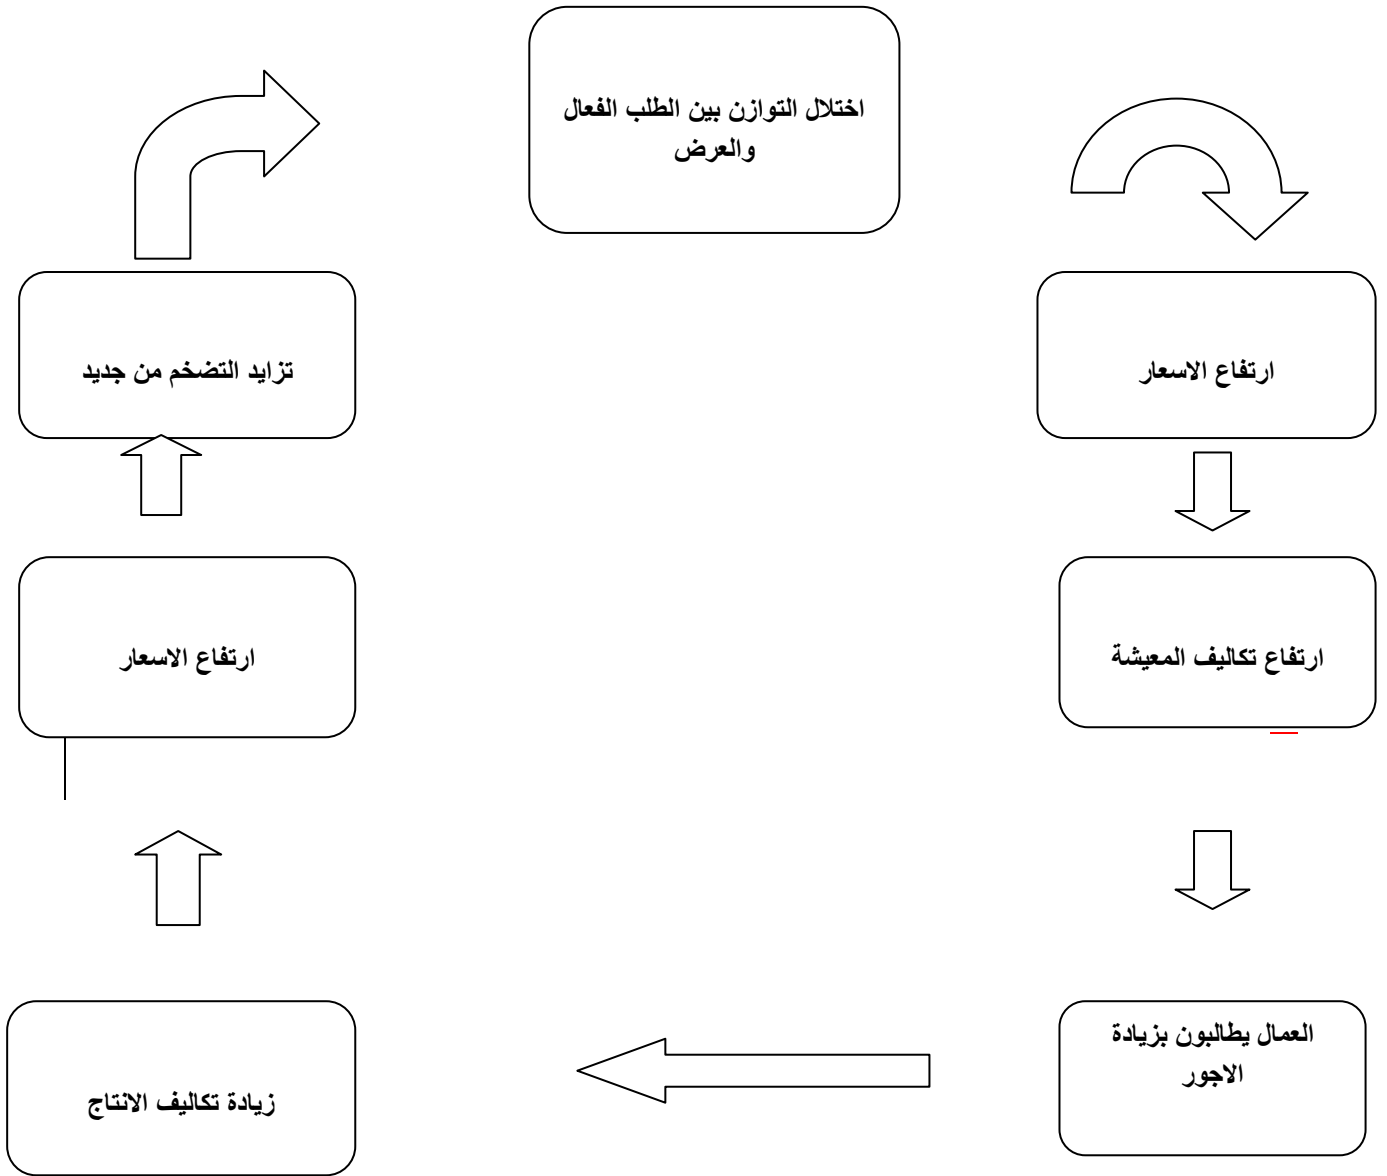 اختلال التوازن بين الطلب الفعال
والعرض
ارتفاع الاسعار
تزايد التضخم من جديد
ارتفاع تكاليف المعيشة
ارتفاع الاسعار
العمال يطالبون بزيادة
الاجور
زيادة تكاليف الانتاج